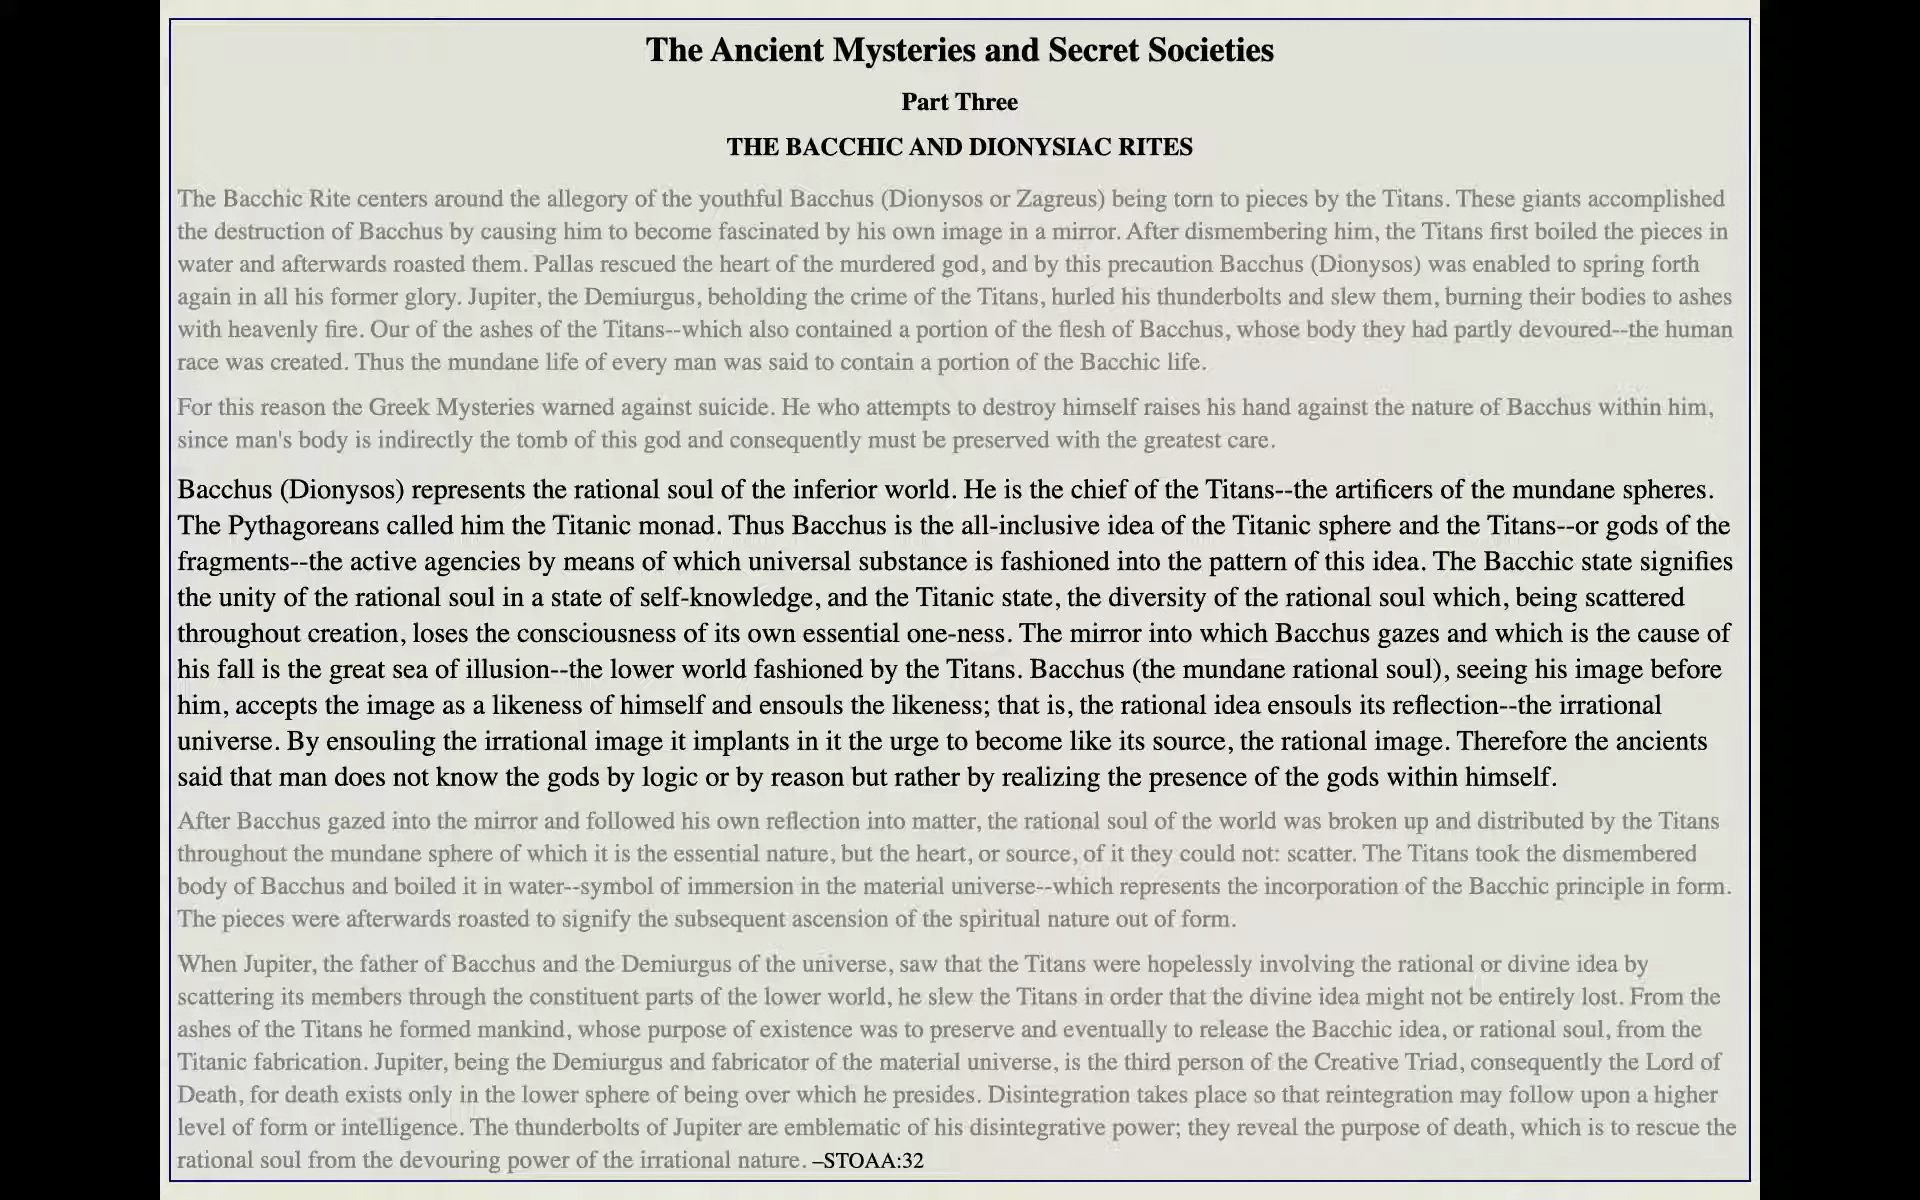 The Ancient Mysteries and Secret Societies
Part Three
THE BACCHIC AND DIONYSIAC RITES
The Bacchic Rite centers around the allegory of the youthful Bacchus (Dionysos or Zagreus) being torn to pieces by the Titans. These giants accomplished
the destruction of Bacchus by causing him to become fascinated by his own image in a mirror. After dismembering him, the Titans first boiled the pieces in
water and afterwards roasted them. Pallas rescued the heart of the murdered god, and by this precaution Bacchus (Dionysos) was enabled to spring forth
again in all his former glory. Jupiter, the Demiurgus, beholding the crime of the Titans, hurled his thunderbolts and slew them, burning their bodies to ashes
with heavenly fire. Our of the ashes of the Titans--which also contained a portion of the flesh of Bacchus, whose body they had partly devoured--the human
race was created. Thus the mundane life of every man was said to contain a portion of the Bacchic life.
For this reason the Greek Mysteries warned against suicide. He who attempts to destroy himself raises his hand against the nature of Bacchus within him,
since man's body is indirectly the tomb of this god and consequently must be preserved with the greatest care.
Bacchus (Dionysos) represents the rational soul of the inferior world. He is the chief of the Titans--the artificers of the mundane spheres.
The Pythagoreans called him the Titanic monad. Thus Bacchus is the all-inclusive idea of the Titanic sphere and the Titans--or gods of the
fragments--the active agencies by means of which universal substance is fashioned into the pattern of this idea. The Bacchic state signifies
the unity of the rational soul in a state of self-knowledge, and the Titanic state, the diversity of the rational soul which, being scattered
throughout creation, loses the consciousness of its own essential one-ness. The mirror into which Bacchus gazes and which is the cause of
his fall is the great sea of illusion--the lower world fashioned by the Titans. Bacchus (the mundane rational soul), seeing his image before
him, accepts the image as a likeness of himself and ensouls the likeness; that is, the rational idea ensouls its reflection--the irrational
universe. By ensouling the irrational image it implants in it the urge to become like its source, the rational image. Therefore the ancients
said that man does not know the gods by logic or by reason but rather by realizing the presence of the gods within himself.
After Bacchus gazed into the mirror and followed his own reflection into matter, the rational soul of the world was broken up and distributed by the Titans
throughout the mundane sphere of which it is the essential nature, but the heart, or source, of it they could not: scatter. The Titans took the dismembered
body of Bacchus and boiled it in water--symbol of immersion in the material universe--which represents the incorporation of the Bacchic principle in form.
The pieces were afterwards roasted to signify the subsequent ascension of the spiritual nature out of form.
When Jupiter, the father of Bacchus and the Demiurgus of the universe, saw that the Titans were hopelessly involving the rational or divine idea by
scattering its members through the constituent parts of the lower world, he slew the Titans in order that the divine idea might not be entirely lost. From the
ashes of the Titans he formed mankind, whose purpose of existence was to preserve and eventually to release the Bacchic idea, or rational soul, from the
Titanic fabrication. Jupiter, being the Demiurgus and fabricator of the material universe, is the third person of the Creative Triad, consequently the Lord of
Death, for death exists only in the lower sphere of being over which he presides. Disintegration takes place so that reintegration may follow upon a higher
level of form or intelligence. The thunderbolts of Jupiter are emblematic of his disintegrative power; they reveal the purpose of death, which is to rescue the
rational soul from the devouring power of the irrational nature. –STOAA:32